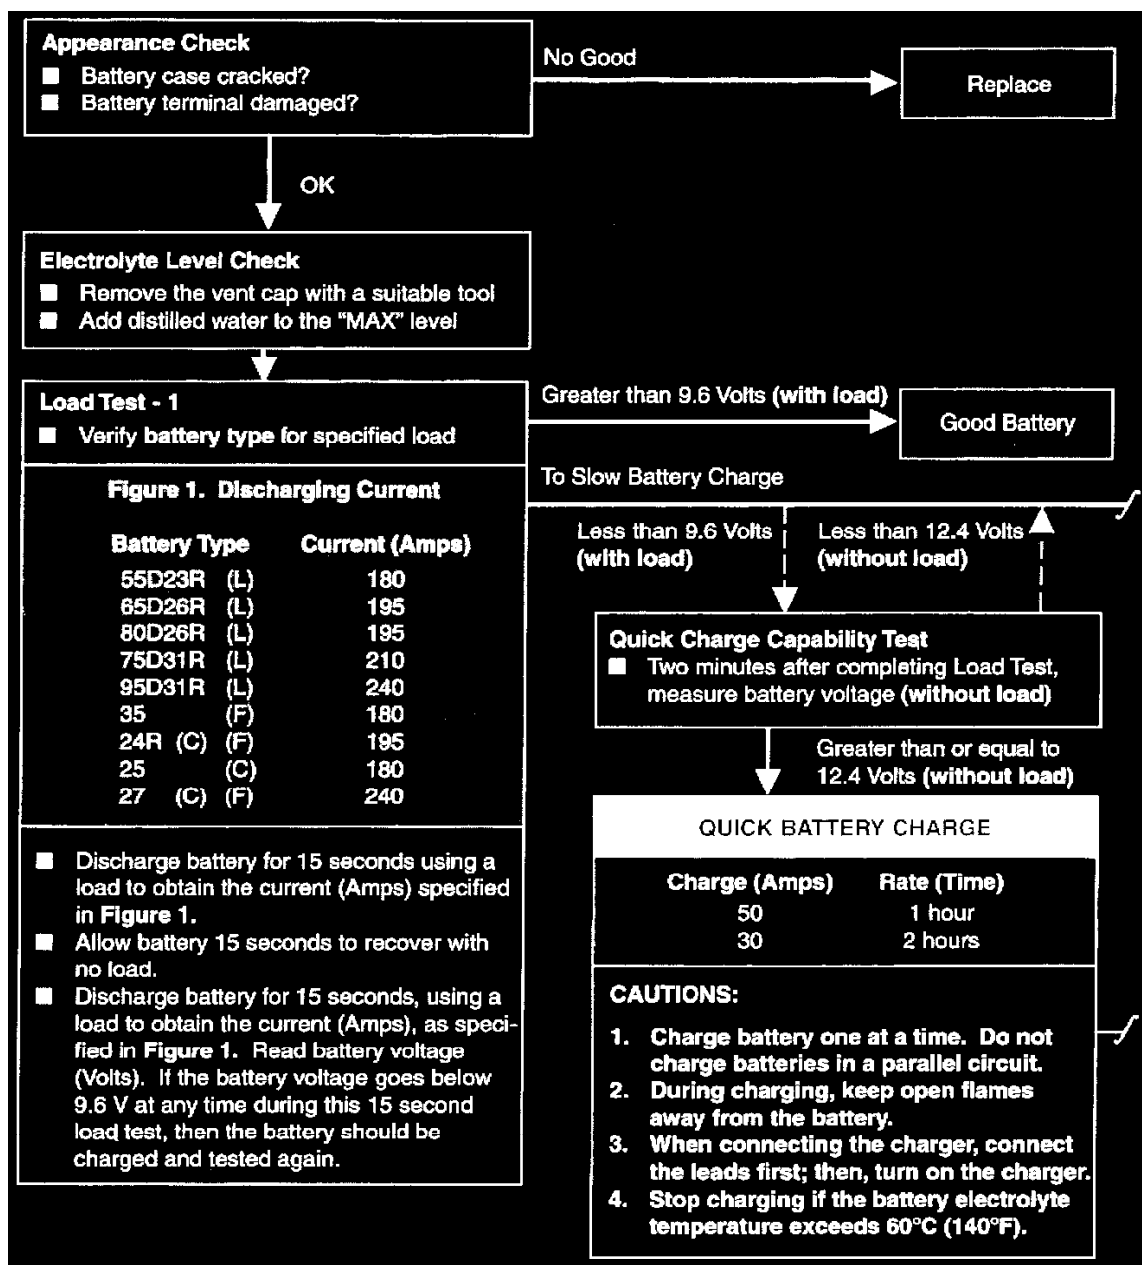 Appearance Check
■ Battery case cracked?
■ Battery terminal damaged?
No Good
Replace
OK
Electrolyte Level Check
■ Remove the vent cap with a suitable tool
■ Add distilled water to the “MAX” level
Load Test - 1
■ Verify battery type for specified load
Greater than 9.6 Volts (with load)
Good Battery
To Slow Battery Charge
Figure 1. Discharging Current
Battery Type Current (Amps)
55D23R (L) 180
65D26R (L) 195
80D26R (L) 195
75D31R (L) 210
95D31R (L) 240
35 (F) 180
24R (C) (F) 195
25 (C) 180
27 (C) (F) 240
■ Discharge battery for 15 seconds using a
load to obtain the current (Amps) specified
in Figure 1.
■ Allow battery 15 seconds to recover with
no load.
■ Discharge battery for 15 seconds, using a
load to obtain the current (Amps), as speci-
fied in Figure 1. Read battery voltage
(Volts). If the battery voltage goes below
9.6 V at any time during this 15 second
load test, then the battery should be
charged and tested again.
Less than 9.6 Volts
(with load)
Less than 12.4 Volts
(without load)
Quick Charge Capability Test
■ Two minutes after completing Load Test,
measure battery voltage (without load)
Greater than or equal to
12.4 Volts (without load)
QUICK BATTERY CHARGE
Charge (Amps) Rate (Time)
50 1 hour
30 2 hours
CAUTIONS:
1. Charge battery one at a time. Do not
charge batteries in a parallel circuit.
2. During charging, keep open flames
away from the battery.
3. When connecting the charger, connect
the leads first; then, turn on the charger.
4. Stop charging if the battery electrolyte
temperature exceeds 60°C (140°F).